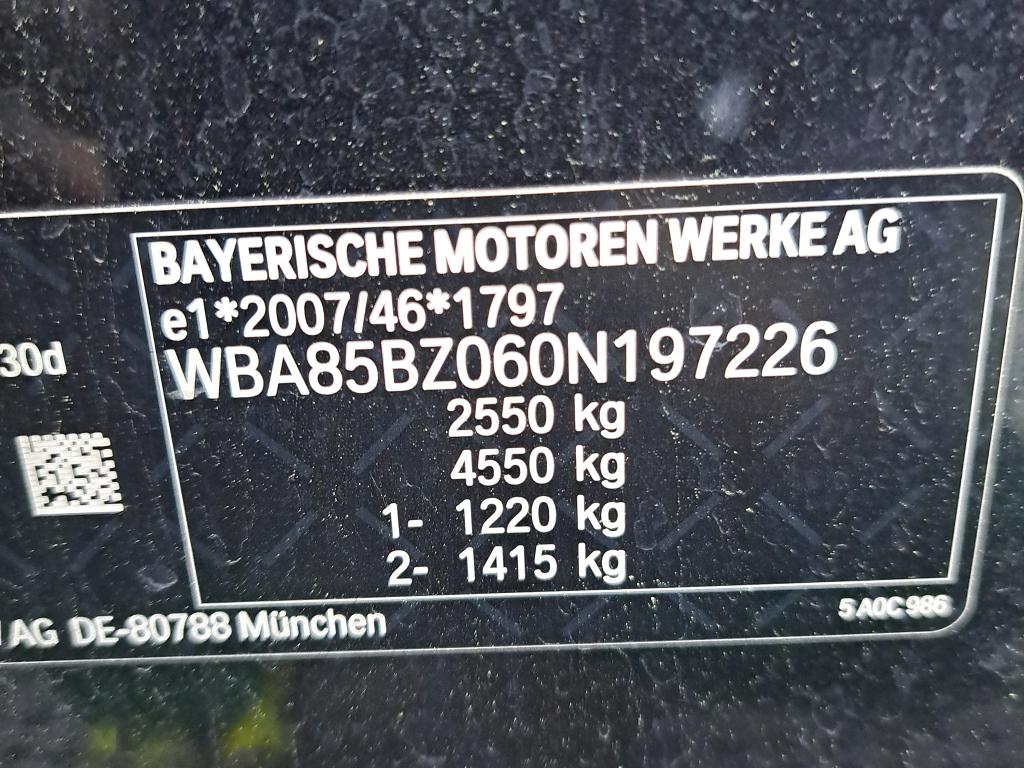 BAYERISCHE MOTOREN WERKE AG
e1*2007/46*1797
30d
WBA85BZ060N197226
2550 kg
4550 kg
1- 1220 kg
2- 1415 kg
AG DE-80788 München
5 A0C 986